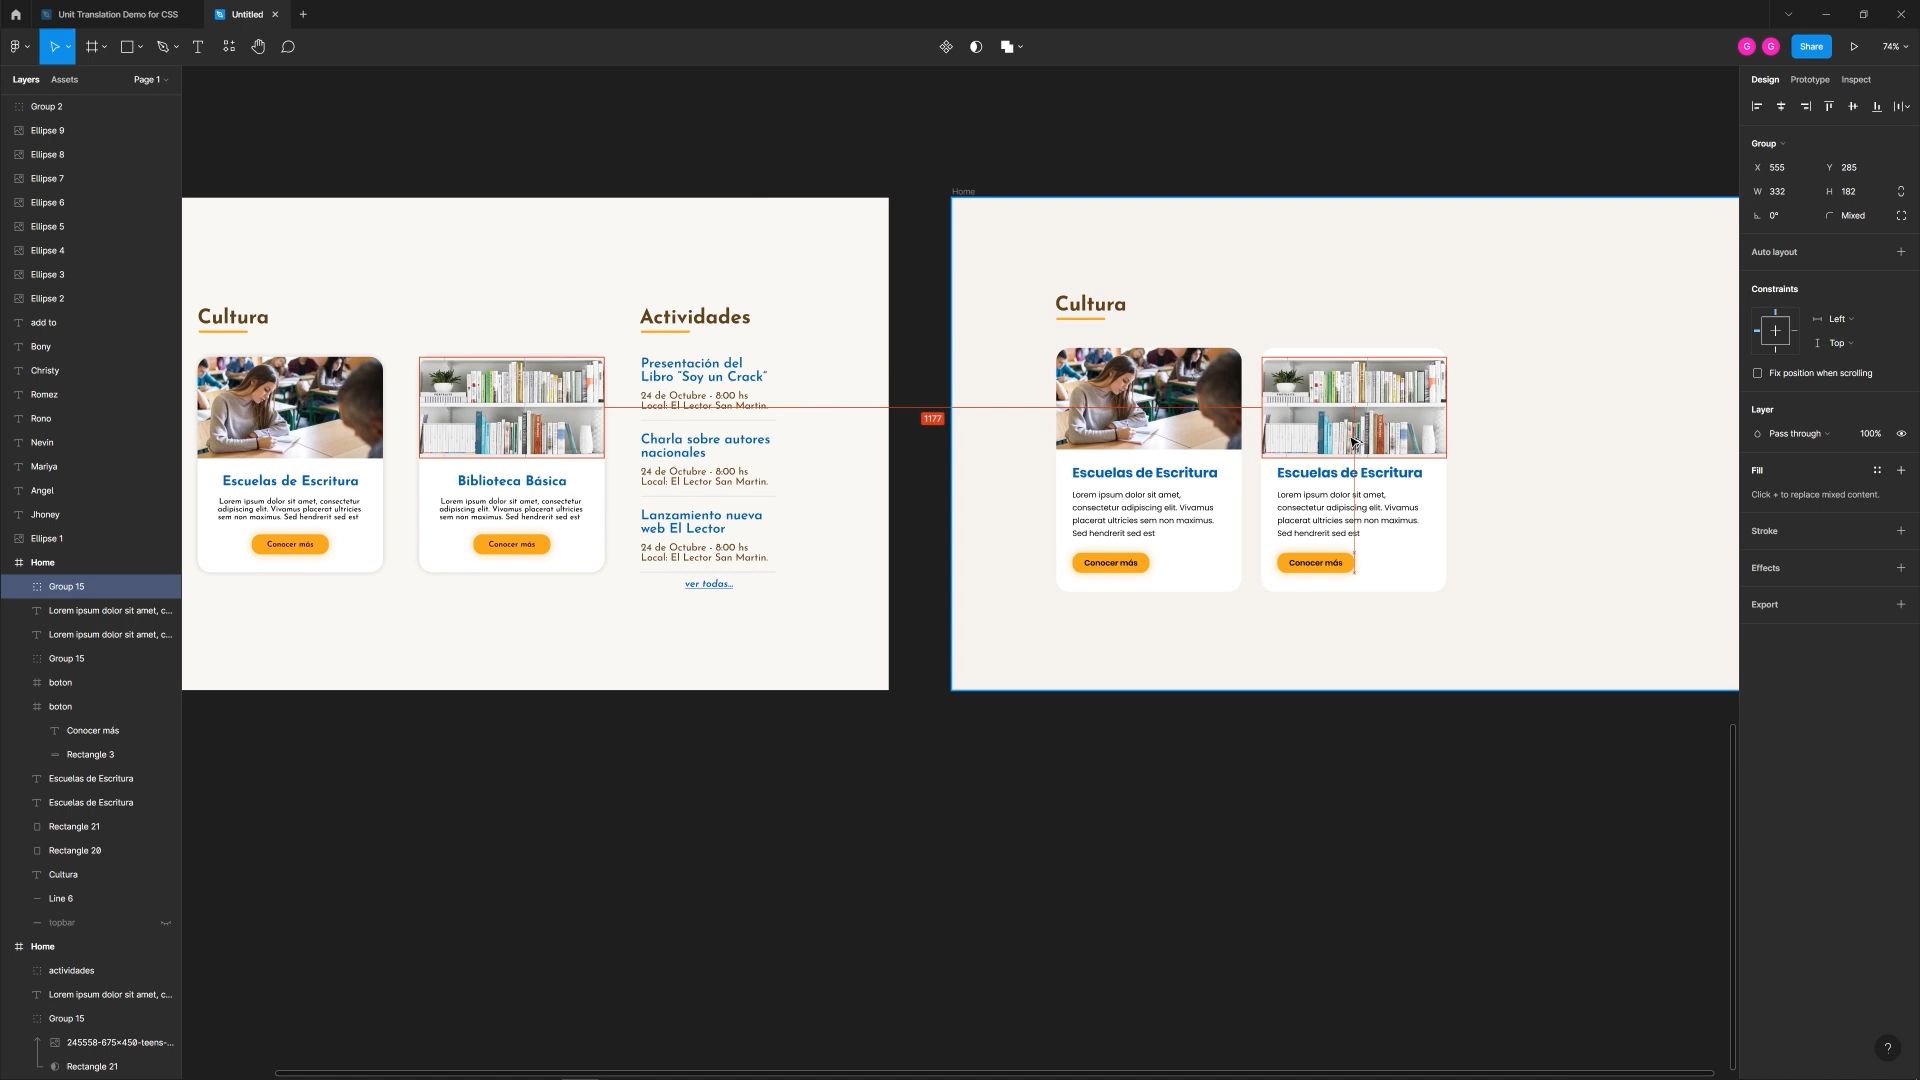 Unit Translation Demo for CSS
Untitled
G
G
Share
74%
Layers
Assets
Page 1
Group 2
Ellipse 9
Ellipse 8
Ellipse 7
Ellipse 6
Ellipse 5
Ellipse 4
Ellipse 3
Ellipse 2
add to
Bony
Christy
Romez
Rono
Nevin
Mariya
Angel
Jhoney
Ellipse 1
Home
Group 15
Lorem ipsum dolor sit amet, c...
Lorem ipsum dolor sit amet, c...
Group 15
boton
boton
Conocer más
Rectangle 3
Escuelas de Escritura
Escuelas de Escritura
Rectangle 21
Rectangle 20
Cultura
Line 6
topbar
Home
actividades
Lorem ipsum dolor sit amet, c...
Group 15
245558-675x450-teens-...
Rectangle 21
Cultura
Escuelas de Escritura
Lorem ipsum dolor sit amet, consectetur
adipiscing elit. Vivamus placerat ultricies
sem non maximus. Sed hendrerit sed est
Conocer más
Biblioteca Básica
Lorem ipsum dolor sit amet, consectetur
adipiscing elit. Vivamus placerat ultricies
sem non maximus. Sed hendrerit sed est
Conocer más
Actividades
Presentación del
Libro "Soy un Crack"
24 de Octubre - 8:00 hs
Local: El Lector San Martin.
Charla sobre autores
nacionales
24 de Octubre - 8:00 hs
Local: El Lector San Martin.
Lanzamiento nueva
web El Lector
24 de Octubre - 8:00 hs
Local: El Lector San Martin.
ver todas...
1177
Home
Cultura
Escuelas de Escritura
Lorem ipsum dolor sit amet,
consectetur adipiscing elit. Vivamus
placerat ultricies sem non maximus.
Sed hendrerit sed est
Conocer más
Escuelas de Escritura
Lorem ipsum dolor sit amet,
consectetur adipiscing elit. Vivamus
placerat ultricies sem non maximus.
Sed hendrerit sed est
Conocer más
Design
Prototype
Inspect
Group
X 555
Y 285
W 332
H 182
0°
Mixed
Auto layout
Constraints
Left
Top
Fix position when scrolling
Layer
Pass through
100%
Fill
Click + to replace mixed content.
Stroke
Effects
Export
?